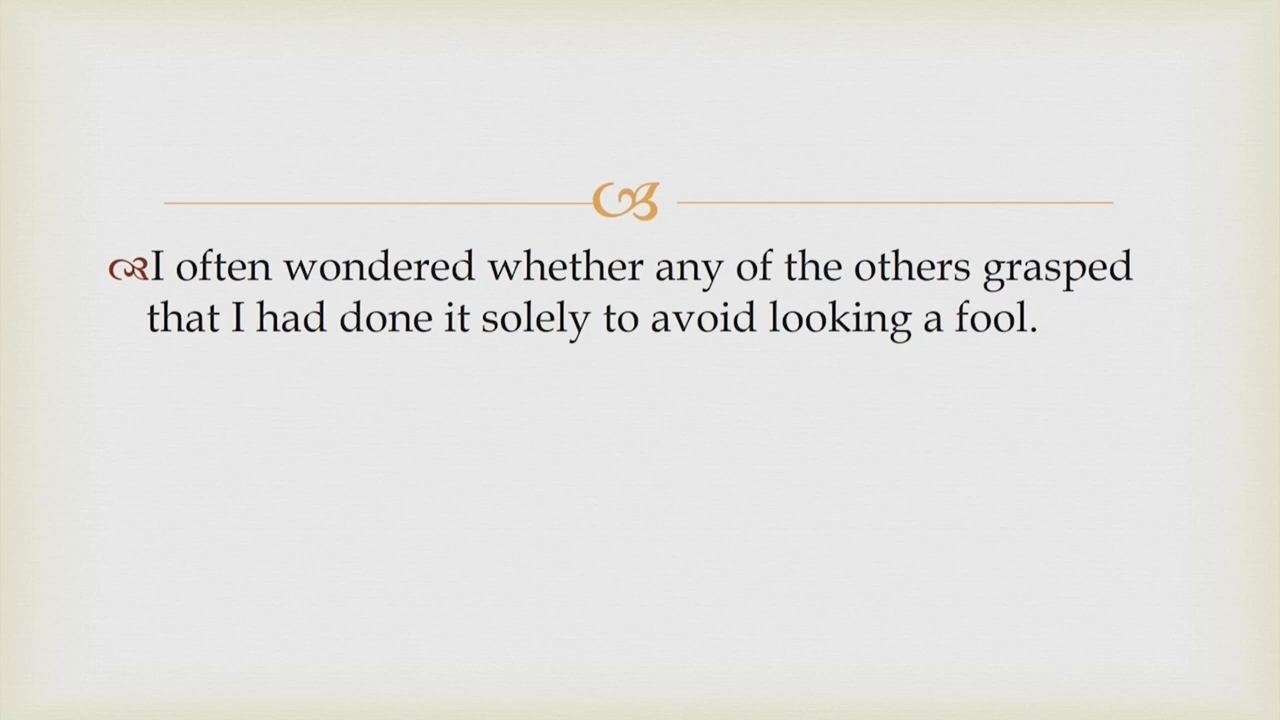 I often wondered whether any of the others grasped
that I had done it solely to avoid looking a fool.